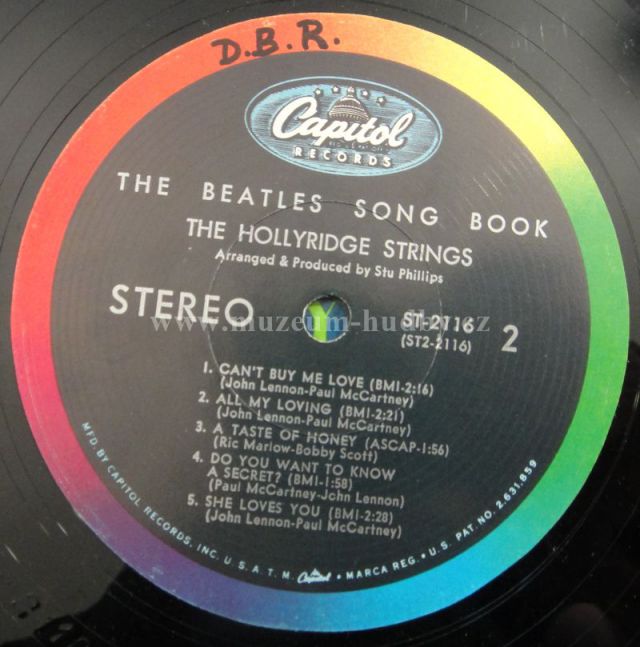 D.B.R.
Capitol
RECORDS
THE BEATLES SONG BOOK
THE HOLLYRIDGE STRINGS
Arranged & Produced by Stu Phillips
STEREO
ST-2116
(ST2-2116)
2
www.muzeum-hudby.cz
1. CAN'T BUY ME LOVE (BMI-2:16)
(John Lennon-Paul McCartney)
2. ALL MY LOVING (BMI-2:21)
(John Lennon-Paul McCartney)
3. A TASTE OF HONEY (ASCAP-1:56)
(Ric Marlow-Bobby Scott)
4. DO YOU WANT TO KNOW
A SECRET? (BMI-1:58)
(Paul McCartney-John Lennon)
5. SHE LOVES YOU (BMI-2:28)
(John Lennon-Paul McCartney)
MFD. BY CAPITOL RECORDS, INC. U.S.A. T.M. Capitol • MARCA REG. • U.S. PAT. NO. 2,631,859